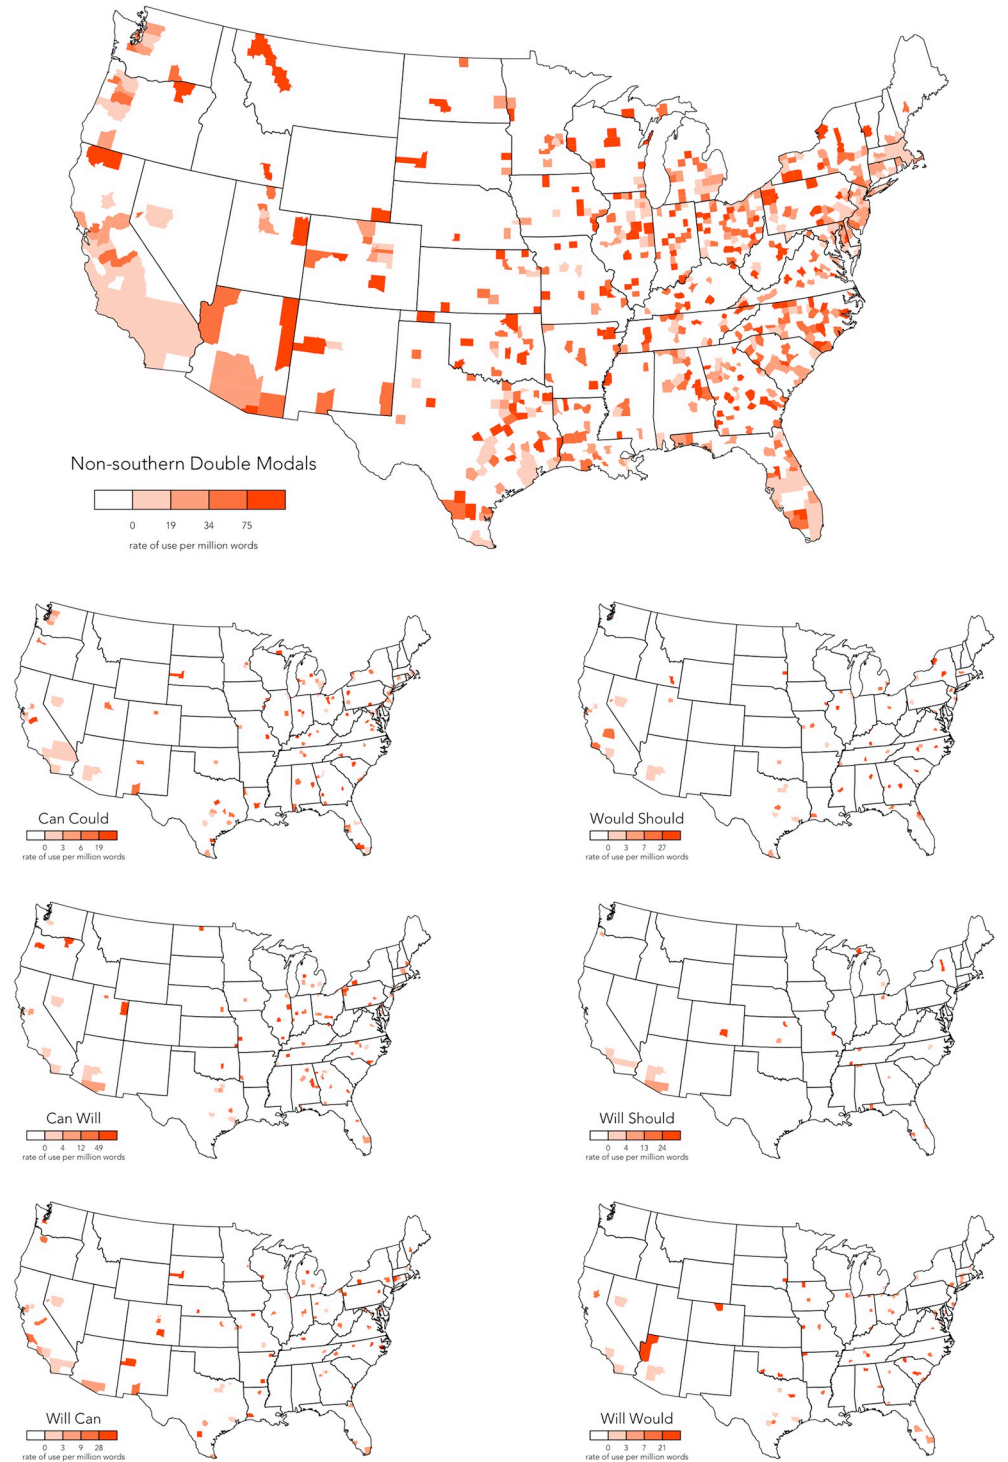 Non-southern Double Modals
0 19 34 75
rate of use per million words
Can Could
0 3 6 19
rate of use per million words
Would Should
0 3 7 27
rate of use per million words
Can Will
0 4 12 49
rate of use per million words
Will Should
0 4 13 24
rate of use per million words
Will Can
0 3 9 28
rate of use per million words
Will Would
0 3 7 21
rate of use per million words